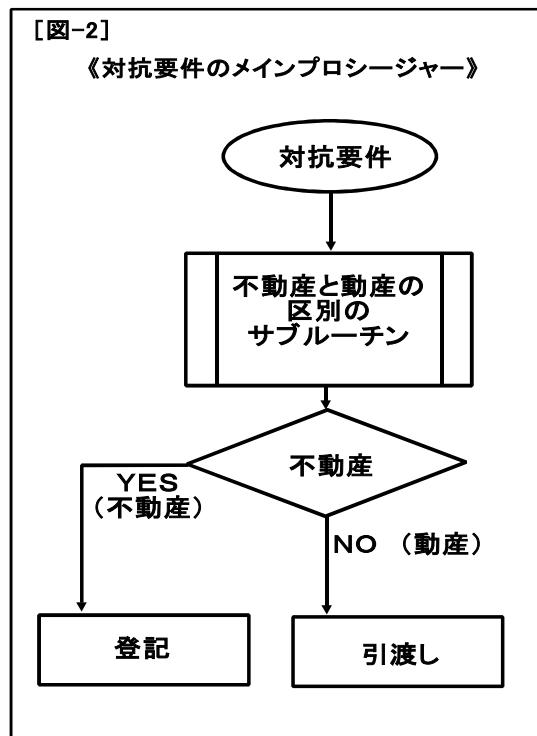 [図-2]
《対抗要件のメインプロシージャー》
対抗要件
不動産と動産の
区別の
サブルーチン
不動産
YES
(不動産)
NO (動産)
登記
引渡し